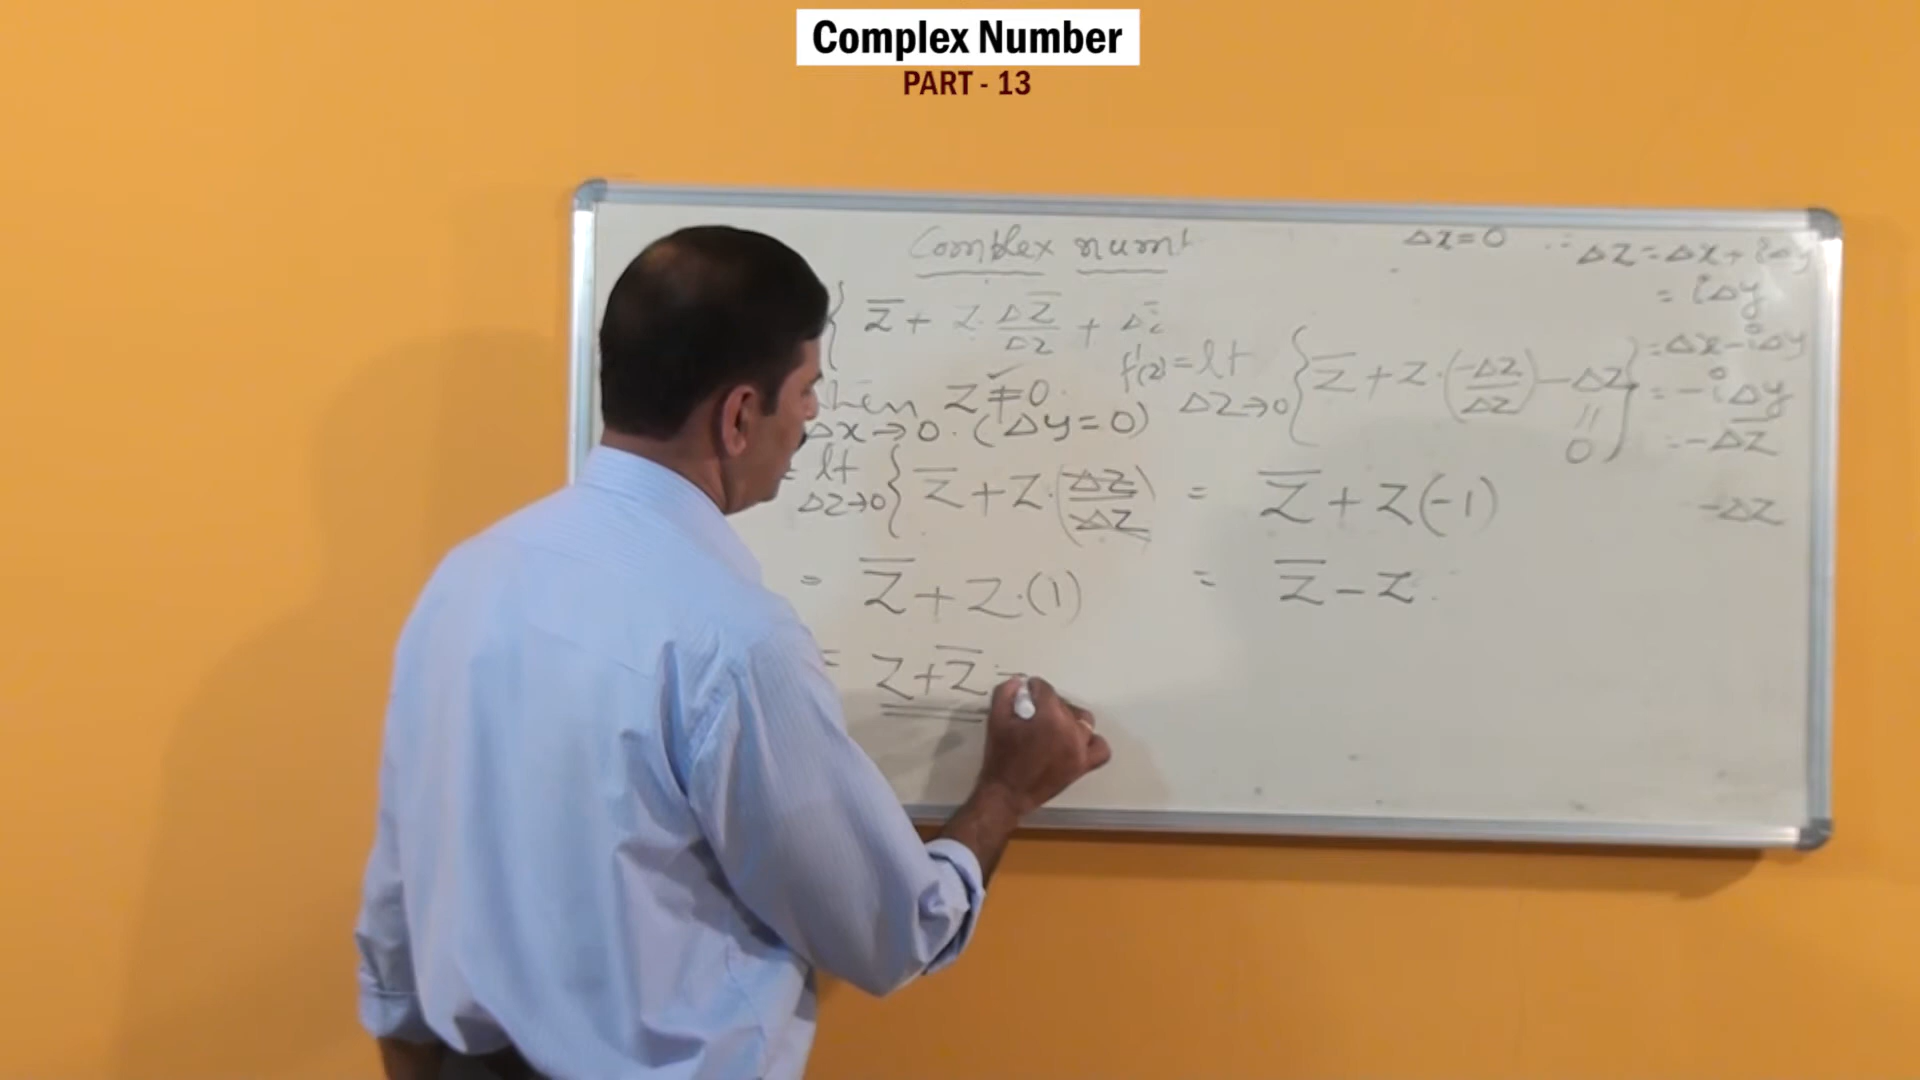 Complex Number
PART - 13
Complex num
Δx=0 ∴ ΔZ=Δx+iΔy
= iΔy
{ z̅ + z · Δz̅/Δz + Δz̅
=Δx-iΔy
f'(z) = lt Δz→0 { z̅ + z·(-Δz/Δz) - Δz }
|| 0
= -iΔy
= -ΔZ
when z ≠ 0.
Δx→0. (Δy=0)
= lt Δz→0 { z̅ + z·(Δz/Δz)
= z̅ + z(-1)
-Δz
= z̅ + z·(1)
= z̅ - z
= z + z̅ =